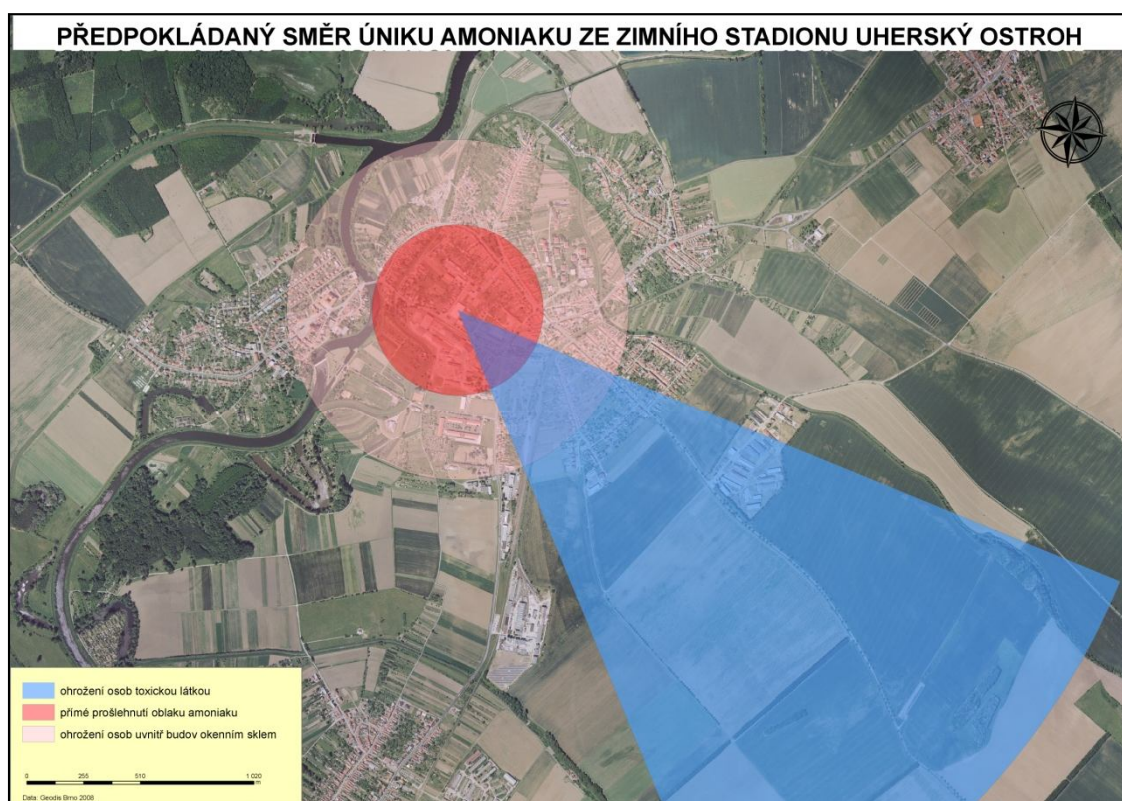 PŘEDPOKLÁDANÝ SMĚR ÚNIKU AMONIAKU ZE ZIMNÍHO STADIONU UHERSKÝ OSTROH
ohrožení osob toxickou látkou
přímé prošlehnutí oblaku amoniaku
ohrožení osob uvnitř budov okenním sklem
0 255 510 1 020
m
Data: Geodis Brno 2008